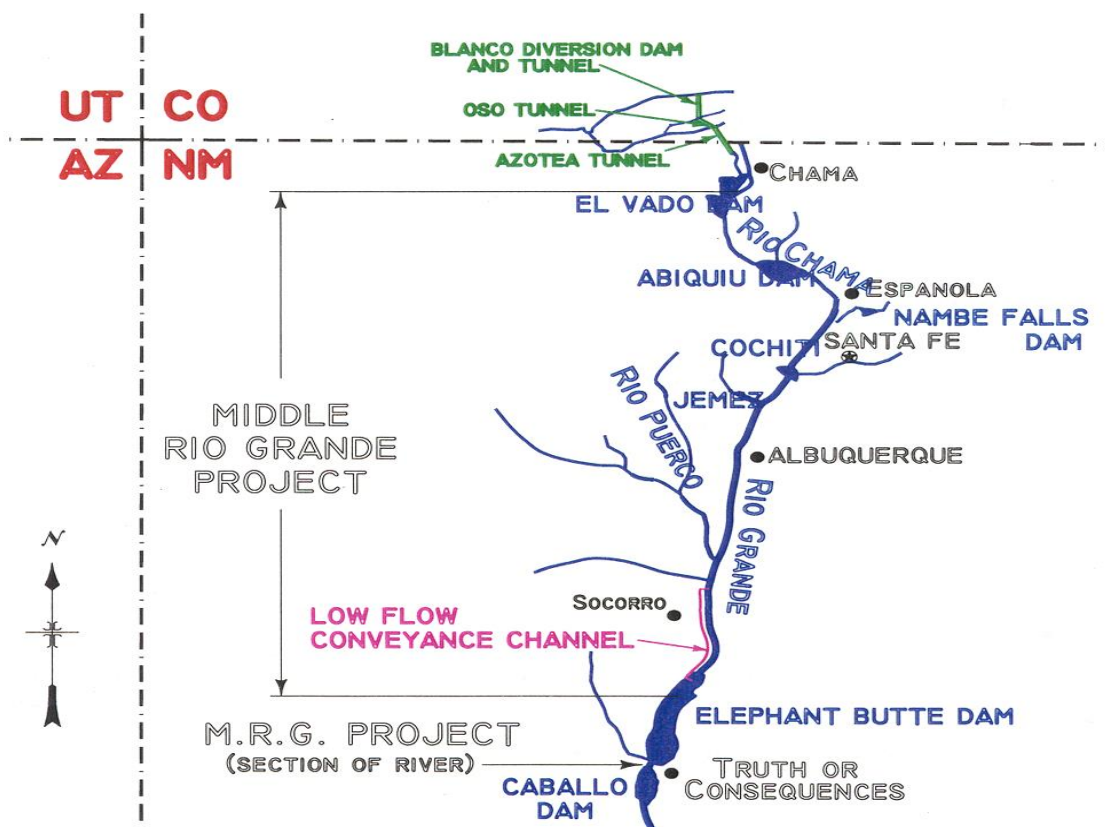 BLANCO DIVERSION DAM
AND TUNNEL
UT CO
OSO TUNNEL
AZ NM
AZOTEA TUNNEL
CHAMA
EL VADO DAM
RIO CHAMA
ABIQUIU DAM
ESPANOLA
NAMBE FALLS
DAM
SANTA FE
COCHITI
RIO PUERCO
JEMEZ
MIDDLE
RIO GRANDE
PROJECT
ALBUQUERQUE
RIO GRANDE
N
SOCORRO
LOW FLOW
CONVEYANCE CHANNEL
ELEPHANT BUTTE DAM
M.R.G. PROJECT
(SECTION OF RIVER)
TRUTH OR
CONSEQUENCES
CABALLO
DAM